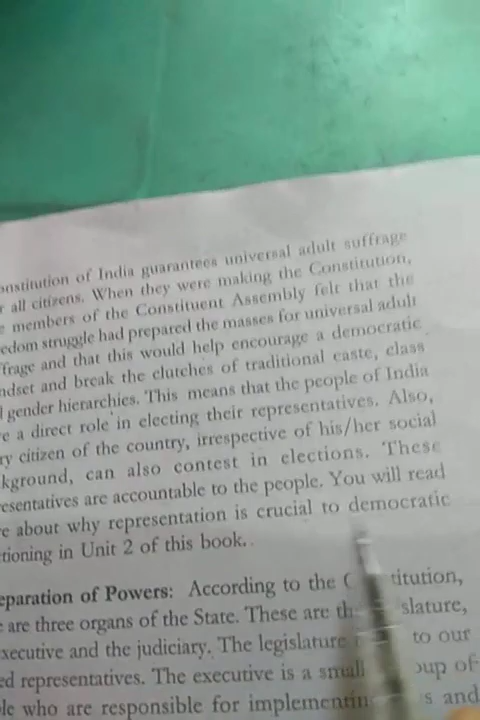 onstitution of India guarantees universal adult suffrage
r all citizens. When they were making the Constitution,
e members of the Constituent Assembly felt that the
edom struggle had prepared the masses for universal adult
ffrage and that this would help encourage a democratic
ndset and break the clutches of traditional caste, class
d gender hierarchies. This means that the people of India
e a direct role in electing their representatives. Also,
ry citizen of the country, irrespective of his/her social
kground, can also contest in elections. These
esentatives are accountable to the people. You will read
e about why representation is crucial to democratic
tioning in Unit 2 of this book.
eparation of Powers: According to the C titution,
e are three organs of the State. These are th slature,
xecutive and the judiciary. The legislature to our
ed representatives. The executive is a small oup of
le who are responsible for implementin s and